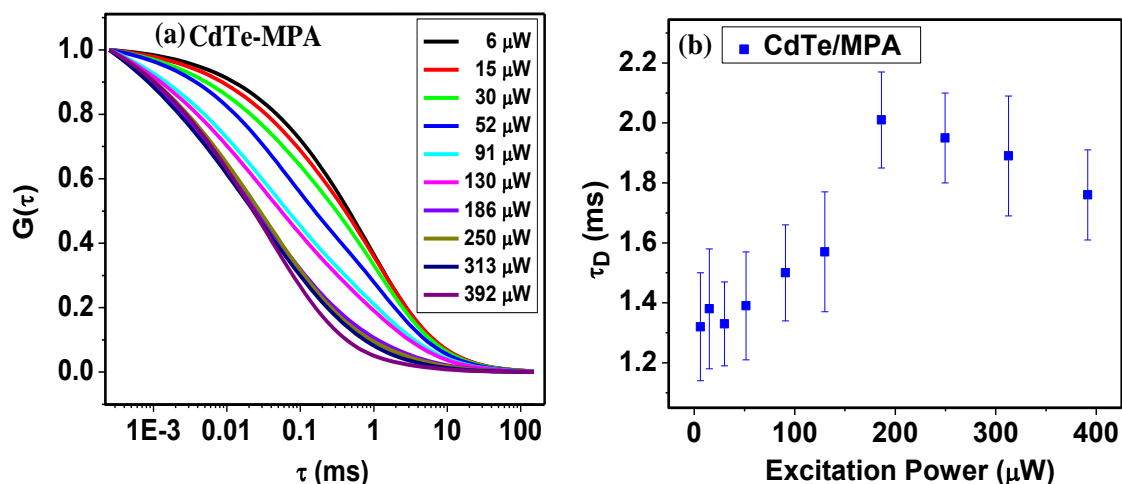 (a) CdTe-MPA
6 μW
15 μW
30 μW
52 μW
91 μW
130 μW
186 μW
250 μW
313 μW
392 μW
1.0
0.8
0.6
0.4
0.2
0.0
G(τ)
1E-3 0.01 0.1 1 10 100
τ (ms)
(b) CdTe/MPA
2.2
2.0
1.8
1.6
1.4
1.2
τD (ms)
0 100 200 300 400
Excitation Power (μW)